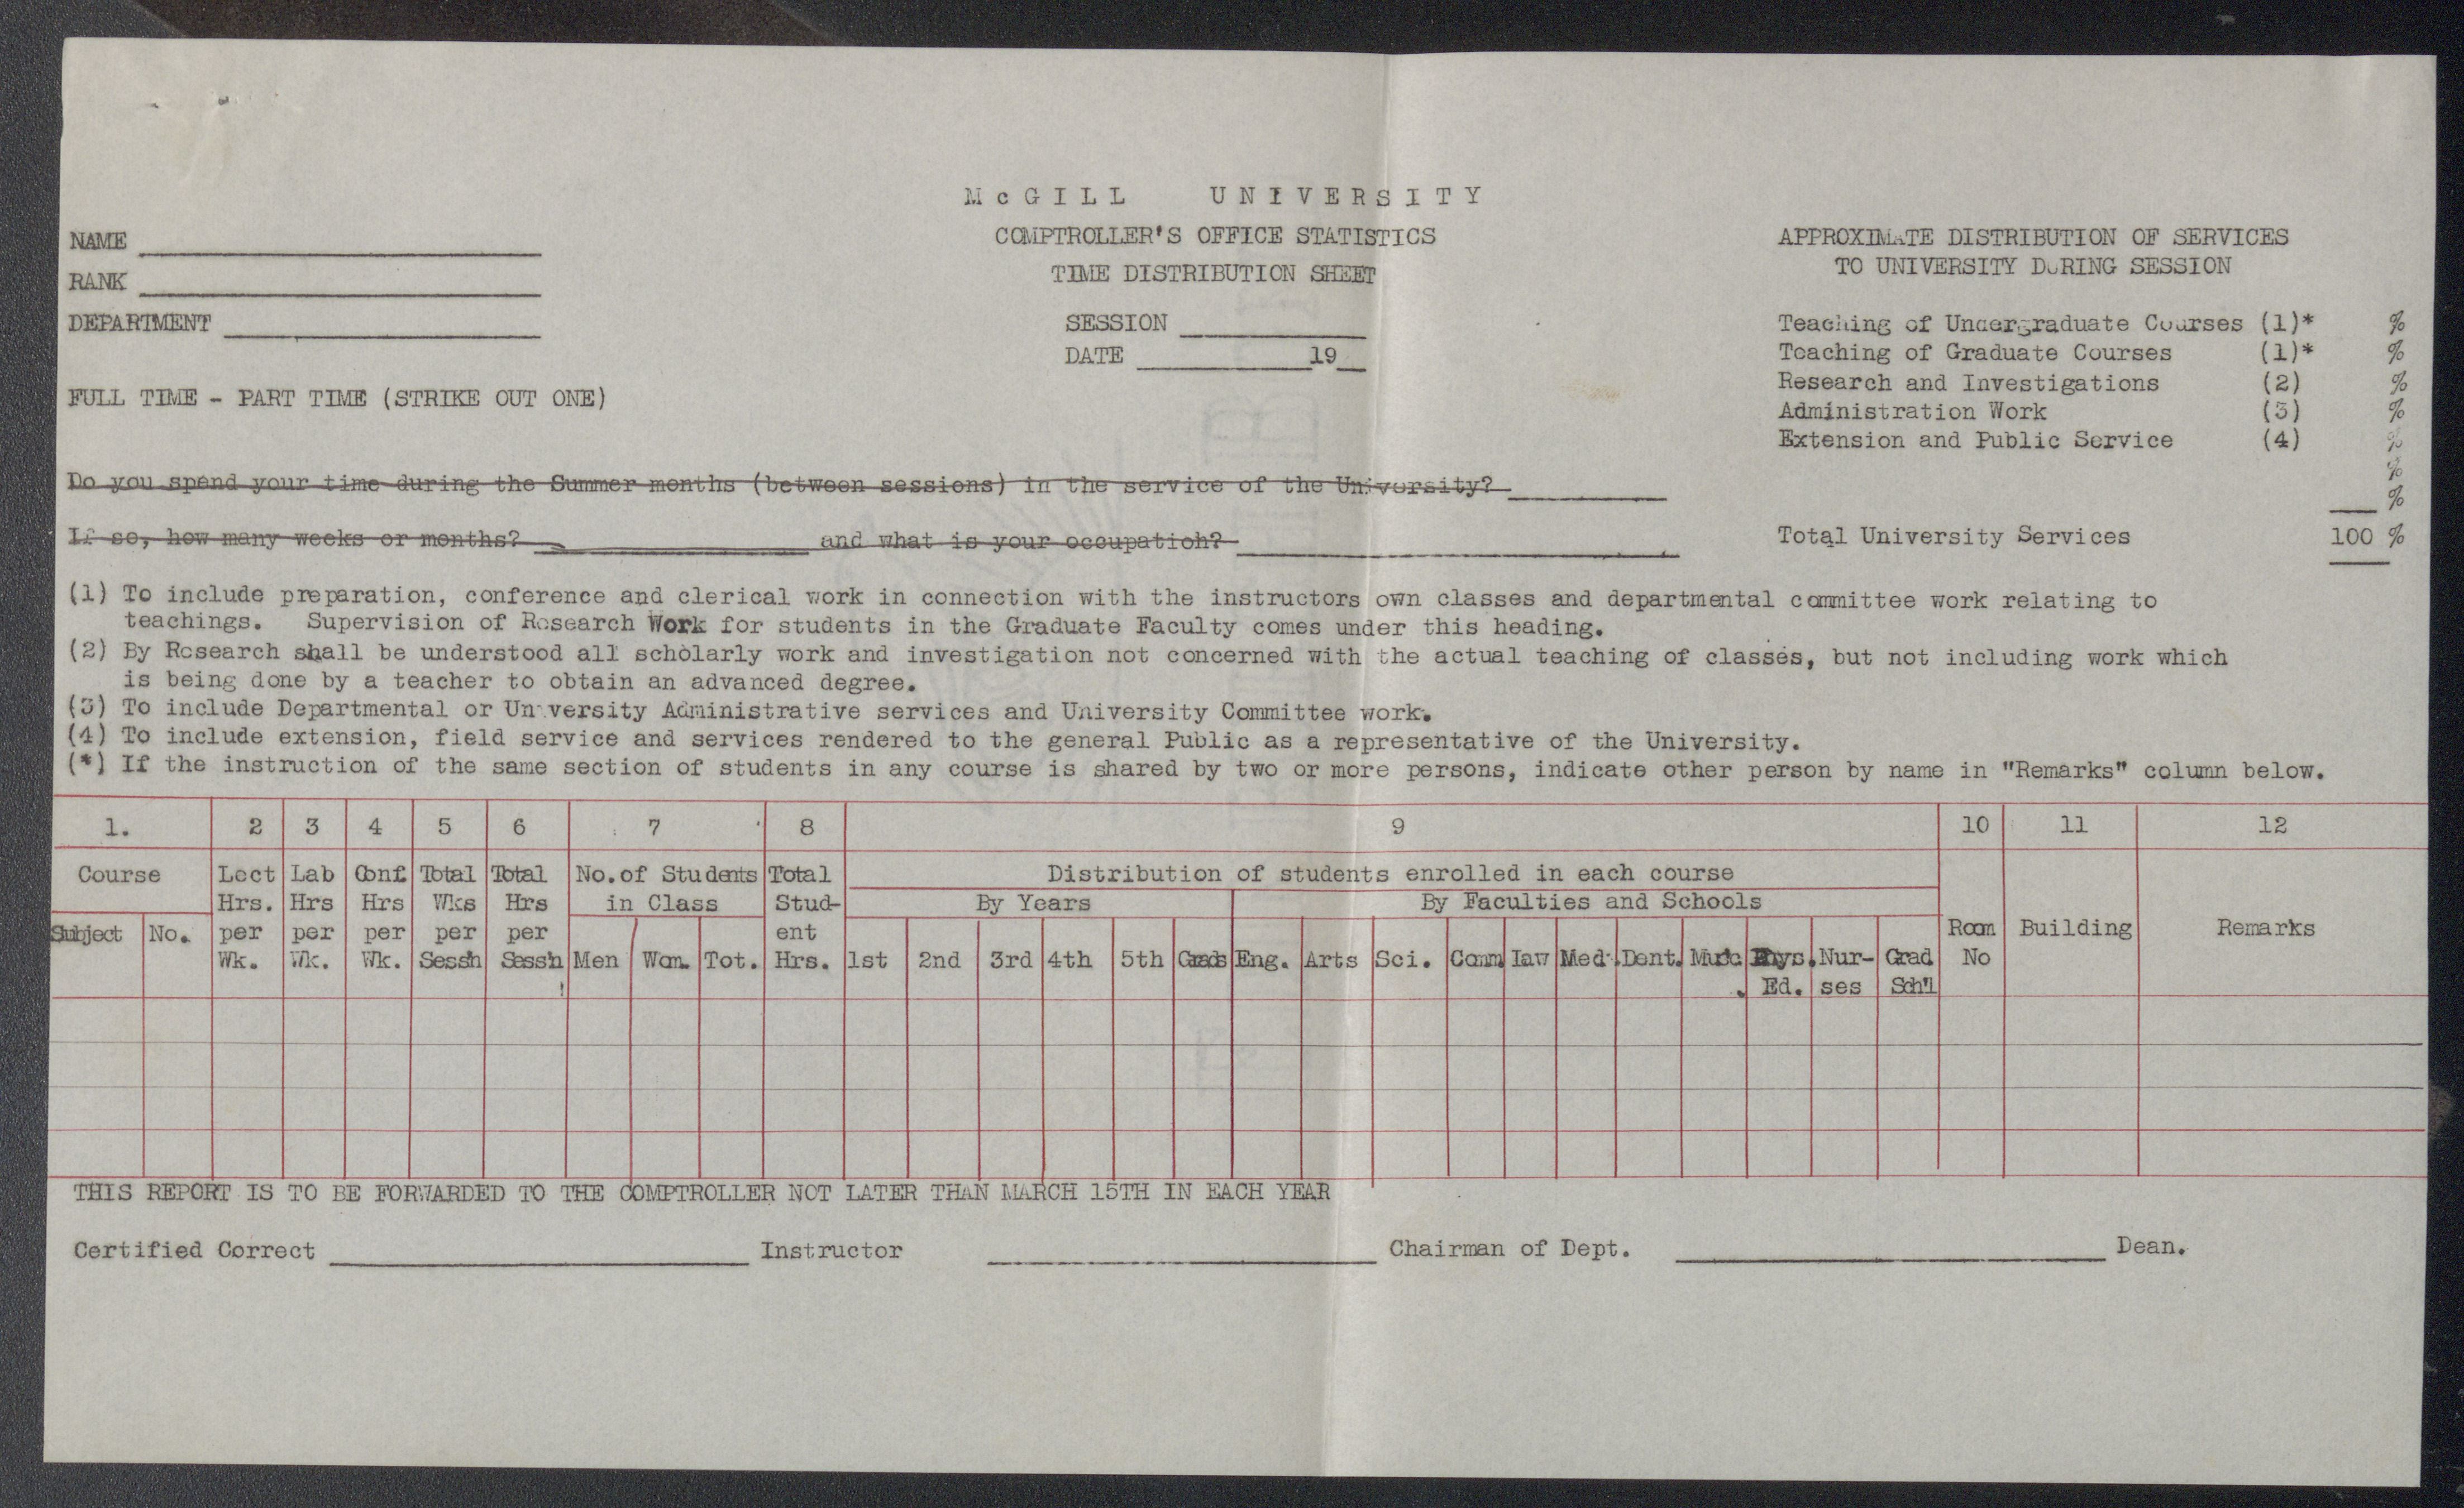 McGILL UNIVERSITY
COMPTROLLER'S OFFICE STATISTICS
TIME DISTRIBUTION SHEET
SESSION
DATE 19
NAME
RANK
DEPARTMENT
FULL TIME - PART TIME (STRIKE OUT ONE)
APPROXIMATE DISTRIBUTION OF SERVICES
TO UNIVERSITY DURING SESSION
Teaching of Undergraduate Courses (1)* %
Teaching of Graduate Courses (1)* %
Research and Investigations (2) %
Administration Work (3) %
Extension and Public Service (4) %
%
%
Total University Services 100 %
Do you spend your time during the Summer months (between sessions) in the service of the University?
If so, how many weeks or months? and what is your occupation?
(1) To include preparation, conference and clerical work in connection with the instructors own classes and departmental committee work relating to
teachings. Supervision of Research Work for students in the Graduate Faculty comes under this heading.
(2) By Research shall be understood all scholarly work and investigation not concerned with the actual teaching of classes, but not including work which
is being done by a teacher to obtain an advanced degree.
(3) To include Departmental or University Administrative services and University Committee work.
(4) To include extension, field service and services rendered to the general Public as a representative of the University.
(*) If the instruction of the same section of students in any course is shared by two or more persons, indicate other person by name in "Remarks" column below.
1. 2 3 4 5 6 7 8 9 10 11 12
Course Lect Lab Conf. Total Total No. of Students Total Distribution of students enrolled in each course
Hrs. Hrs Hrs Wks Hrs in Class Stud- By Years By Faculties and Schools
Subject No. per per per per per ent Room Building Remarks
Wk. Wk. Wk. Sess'n Sess'n Men Wom. Tot. Hrs. 1st 2nd 3rd 4th 5th Grads Eng. Arts Sci. Comm. Law Med. Dent. Music Phys. Nur- Grad No
. Ed. ses Sch'l
THIS REPORT IS TO BE FORWARDED TO THE COMPTROLLER NOT LATER THAN MARCH 15TH IN EACH YEAR
Certified Correct Instructor Chairman of Dept. Dean.